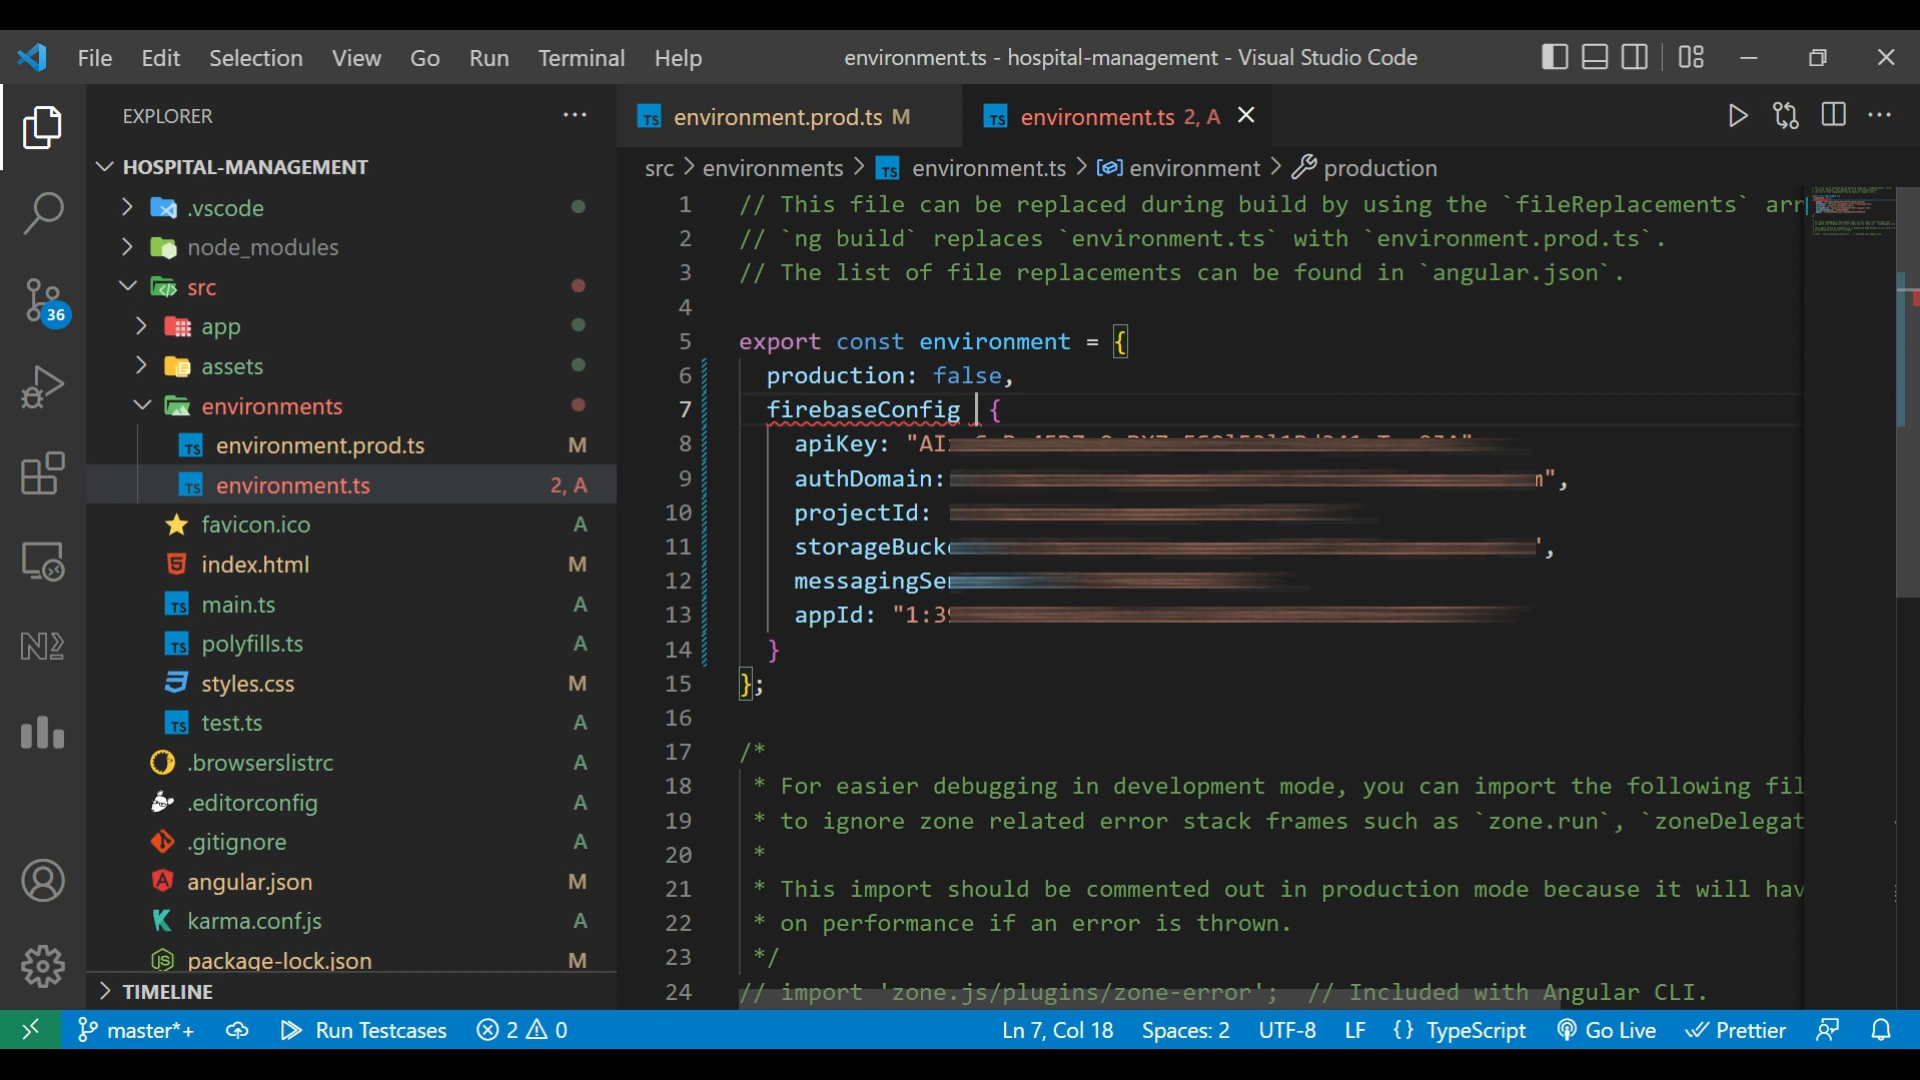 File Edit Selection View Go Run Terminal Help
environment.ts - hospital-management - Visual Studio Code
EXPLORER
HOSPITAL-MANAGEMENT
.vscode
node_modules
src
app
assets
environments
environment.prod.ts M
environment.ts 2, A
favicon.ico A
index.html M
main.ts A
polyfills.ts A
styles.css M
test.ts A
.browserslistrc A
.editorconfig A
.gitignore A
angular.json M
karma.conf.js A
package-lock.json M
TIMELINE
36
environment.prod.ts M
environment.ts 2, A
src > environments > environment.ts > environment > production
1 // This file can be replaced during build by using the `fileReplacements` arr
2 // `ng build` replaces `environment.ts` with `environment.prod.ts`.
3 // The list of file replacements can be found in `angular.json`.
4
5 export const environment = {
6 production: false,
7 firebaseConfig {
8 apiKey:
9 authDomain: ",
10 projectId:
11 storageBucke ,
12 messagingSen
13 appId: "1:3
14 }
15 };
16
17 /*
18 * For easier debugging in development mode, you can import the following fil
19 * to ignore zone related error stack frames such as `zone.run`, `zoneDelegat
20 *
21 * This import should be commented out in production mode because it will hav
22 * on performance if an error is thrown.
23 */
24 // import 'zone.js/plugins/zone-error'; // Included with Angular CLI.
master*+ Run Testcases 2 0 Ln 7, Col 18 Spaces: 2 UTF-8 LF {} TypeScript Go Live Prettier